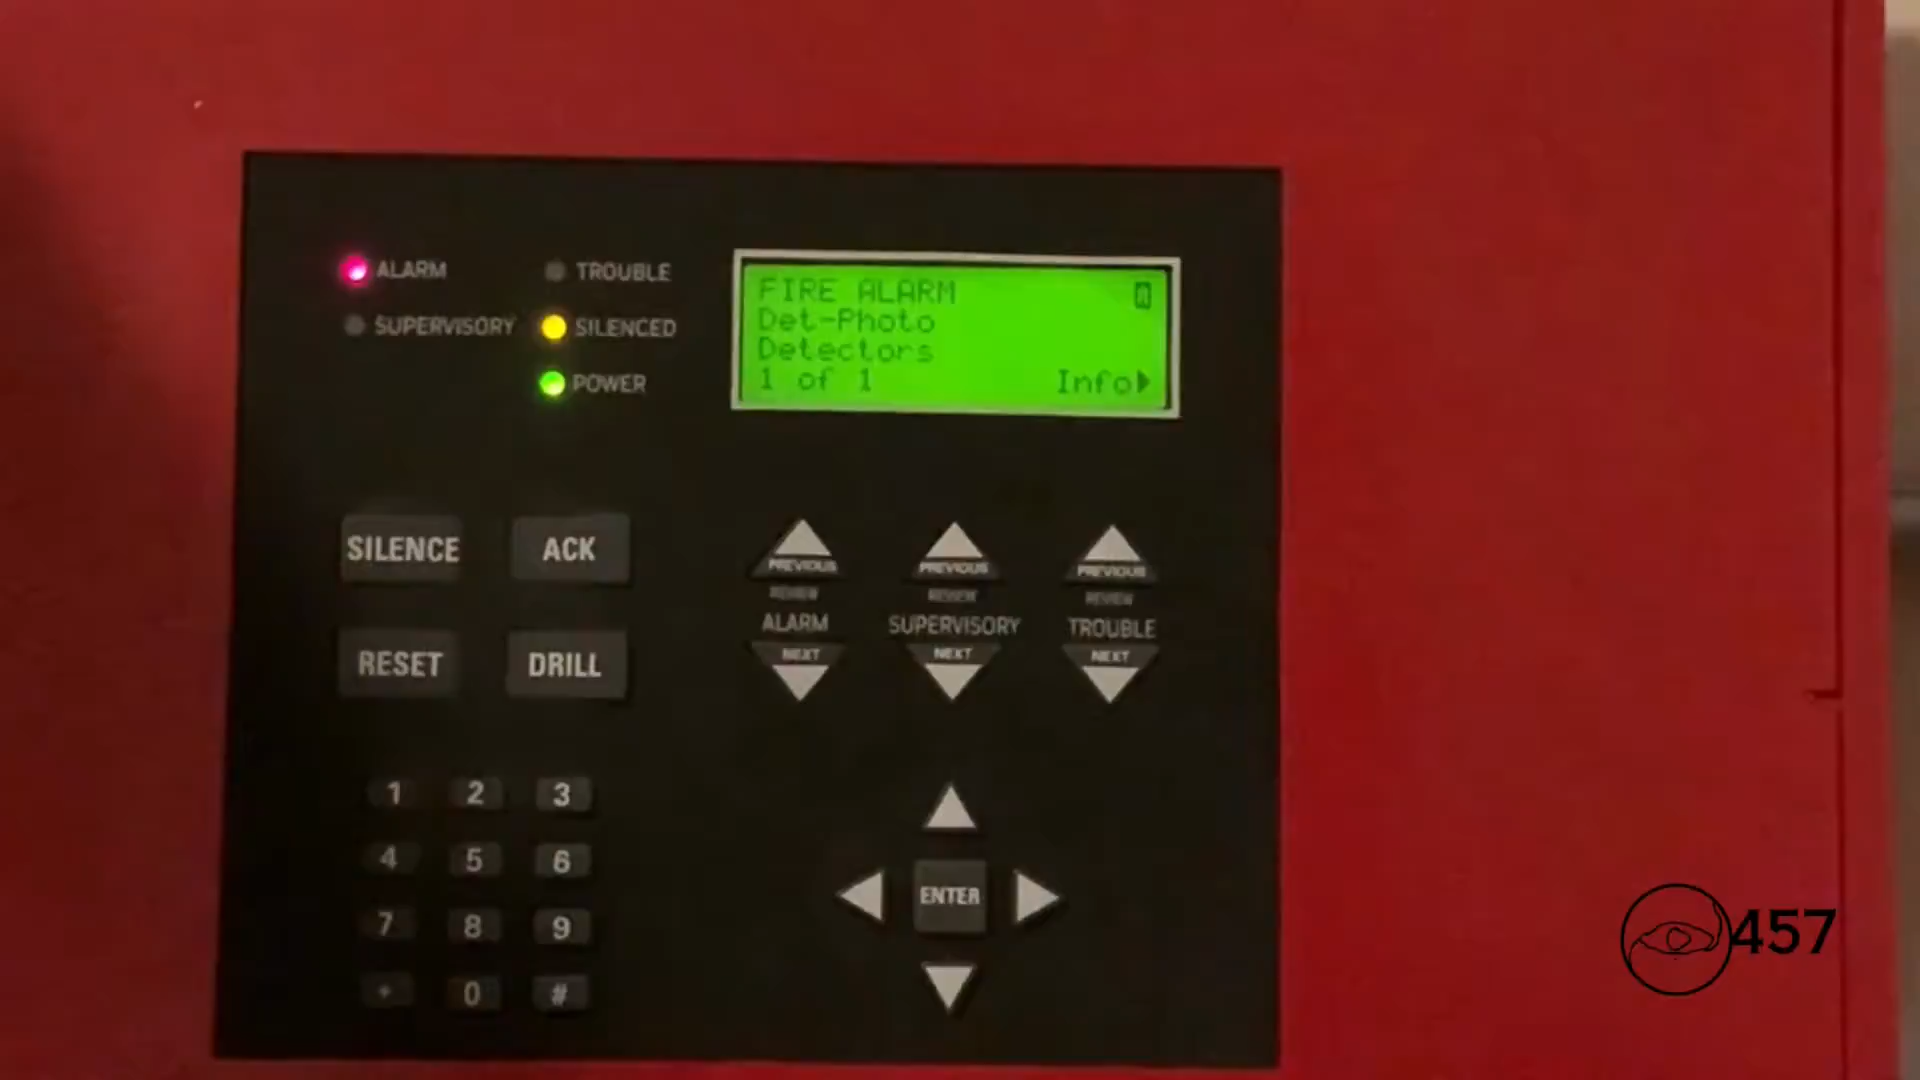 ALARM
TROUBLE
SUPERVISORY
SILENCED
POWER
FIRE ALARM A
Det-Photo
Detectors
1 of 1 Info
SILENCE ACK
RESET DRILL
PREVIOUS PREVIOUS PREVIOUS
REVIEW REVIEW REVIEW
ALARM SUPERVISORY TROUBLE
NEXT NEXT NEXT
1 2 3
4 5 6
7 8 9
0 #
ENTER
457